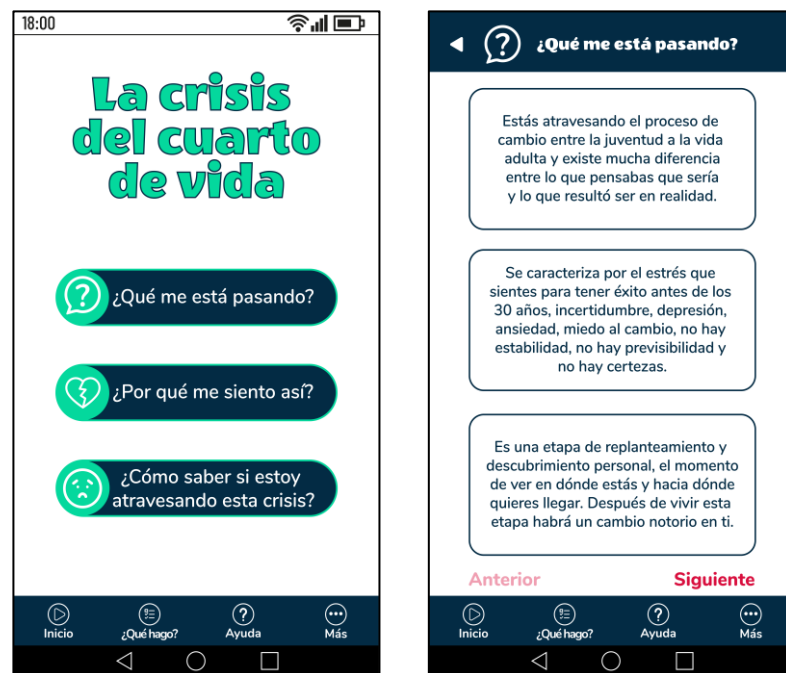 18:00
La crisis
del cuarto
de vida
¿Qué me está pasando?
¿Por qué me siento así?
¿Cómo saber si estoy
atravesando esta crisis?
Inicio
¿Qué hago?
Ayuda
Más
¿Qué me está pasando?
Estás atravesando el proceso de
cambio entre la juventud a la vida
adulta y existe mucha diferencia
entre lo que pensabas que sería
y lo que resultó ser en realidad.
Se caracteriza por el estrés que
sientes para tener éxito antes de los
30 años, incertidumbre, depresión,
ansiedad, miedo al cambio, no hay
estabilidad, no hay previsibilidad y
no hay certezas.
Es una etapa de replanteamiento y
descubrimiento personal, el momento
de ver en dónde estás y hacia dónde
quieres llegar. Después de vivir esta
etapa habrá un cambio notorio en ti.
Anterior
Siguiente
Inicio
¿Qué hago?
Ayuda
Más